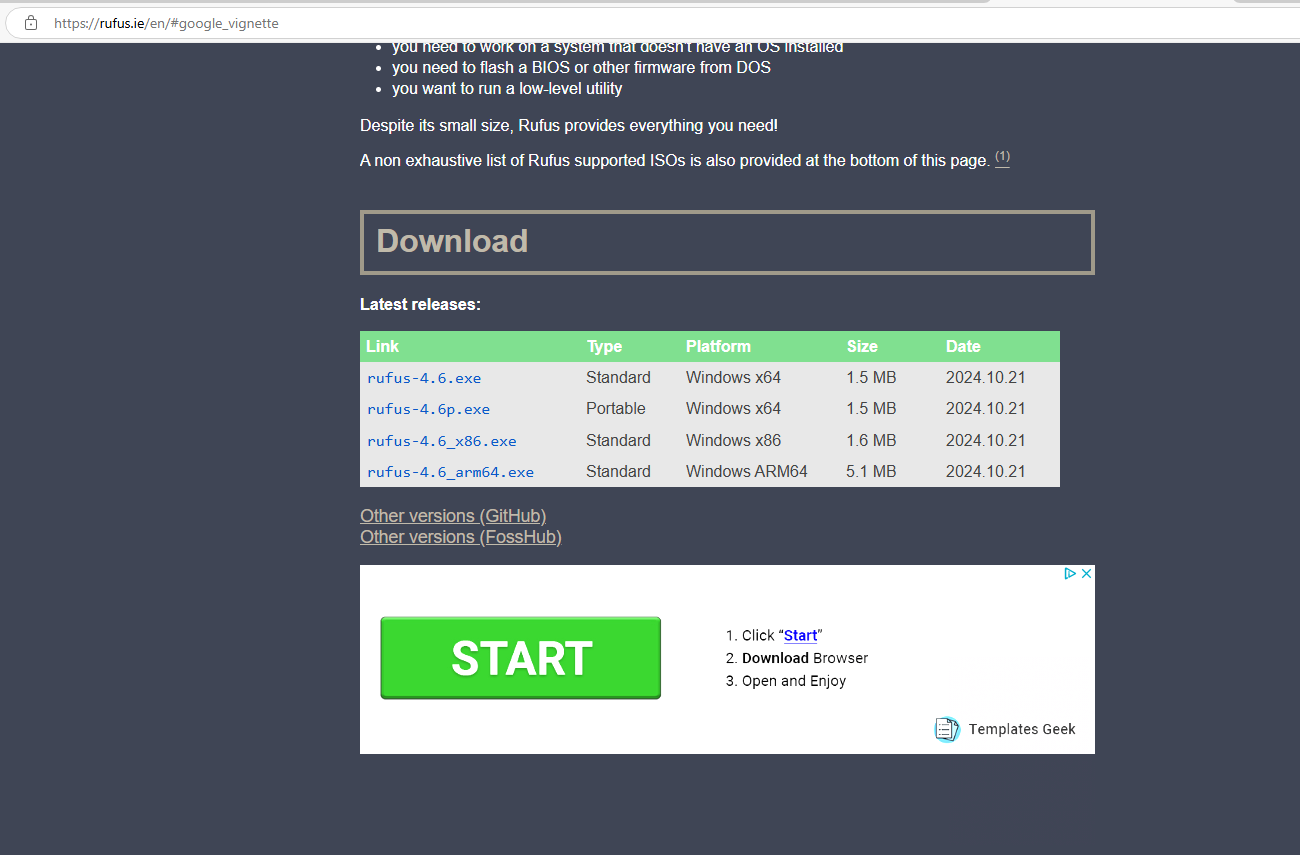 https://rufus.ie/en/#google_vignette
you need to work on a system that doesn't have an OS installed
you need to flash a BIOS or other firmware from DOS
you want to run a low-level utility
Despite its small size, Rufus provides everything you need!
A non exhaustive list of Rufus supported ISOs is also provided at the bottom of this page. (1)
Download
Latest releases:
Link Type Platform Size Date
rufus-4.6.exe Standard Windows x64 1.5 MB 2024.10.21
rufus-4.6p.exe Portable Windows x64 1.5 MB 2024.10.21
rufus-4.6_x86.exe Standard Windows x86 1.6 MB 2024.10.21
rufus-4.6_arm64.exe Standard Windows ARM64 5.1 MB 2024.10.21
Other versions (GitHub)
Other versions (FossHub)
START
1. Click “Start”
2. Download Browser
3. Open and Enjoy
Templates Geek